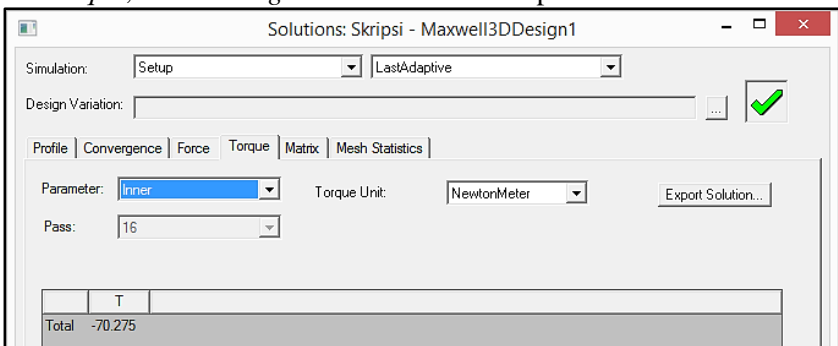 Solutions: Skripsi - Maxwell3DDesign1
Simulation: Setup LastAdaptive
Design Variation: ...
Profile Convergence Force Torque Matrix Mesh Statistics
Parameter: Inner Torque Unit: NewtonMeter Export Solution...
Pass: 16
T
Total -70.275